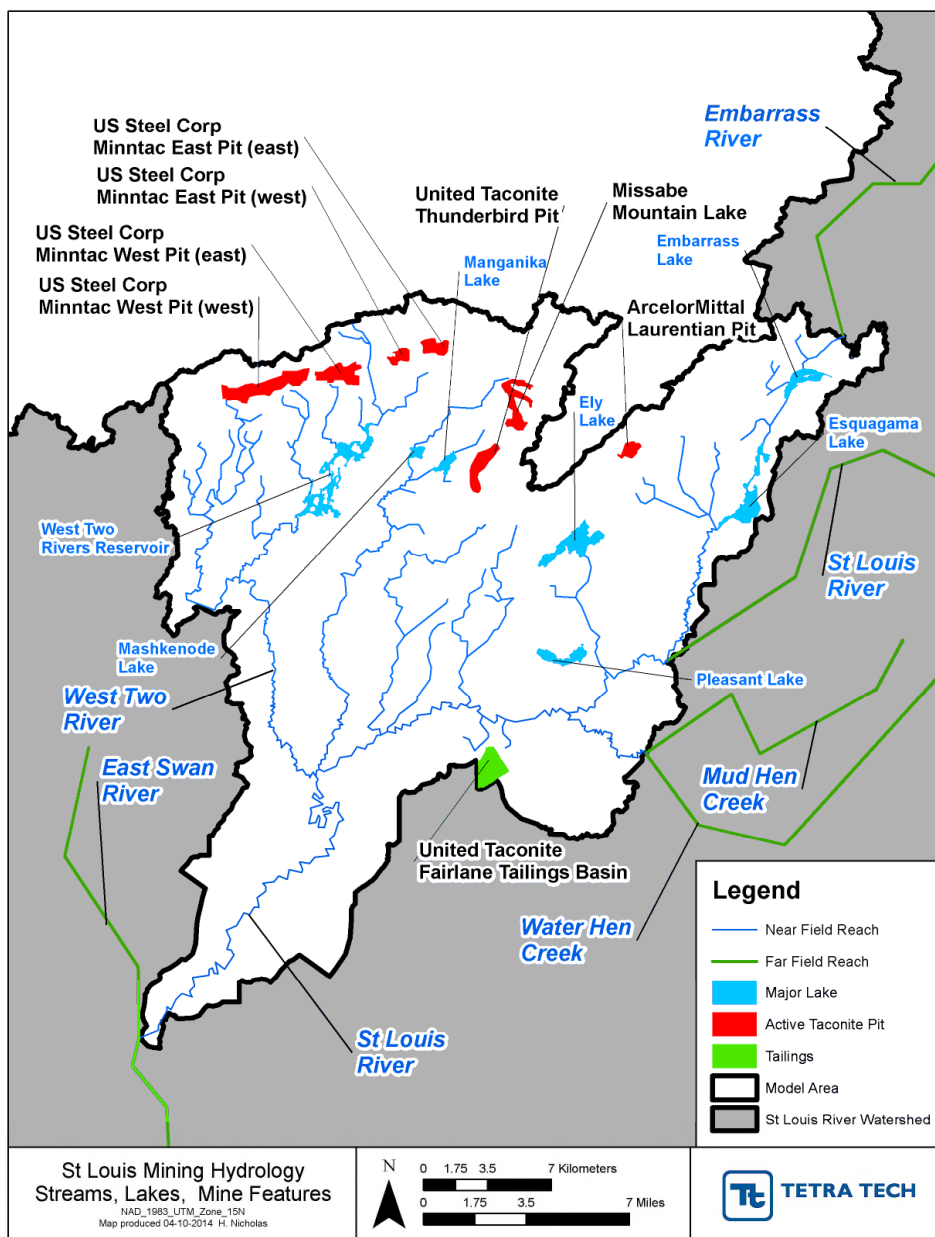 Embarrass
River
US Steel Corp
Minntac East Pit (east)
US Steel Corp
Minntac East Pit (west)
United Taconite
Thunderbird Pit
Missabe
Mountain Lake
US Steel Corp
Minntac West Pit (east)
Embarrass
Lake
Manganika
Lake
US Steel Corp
Minntac West Pit (west)
ArcelorMittal
Laurentian Pit
Ely
Lake
Esquagama
Lake
West Two
Rivers Reservoir
St Louis
River
Mashkenode
Lake
Pleasant Lake
West Two
River
East Swan
River
Mud Hen
Creek
United Taconite
Fairlane Tailings Basin
Water Hen
Creek
St Louis
River
Legend
Near Field Reach
Far Field Reach
Major Lake
Active Taconite Pit
Tailings
Model Area
St Louis River Watershed
St Louis Mining Hydrology
Streams, Lakes, Mine Features
NAD_1983_UTM_Zone_15N
Map produced 04-10-2014 H. Nicholas
N
0 1.75 3.5 7 Kilometers
0 1.75 3.5 7 Miles
Tt TETRA TECH